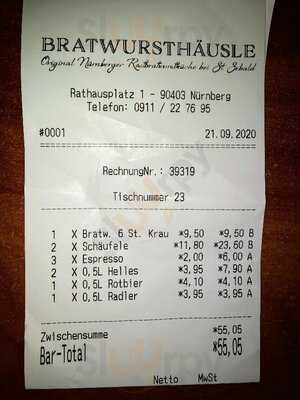 BRATWURSTHÄUSLE
Original Nürnberger Rostbratwurstküche bei St. Sebald
Rathausplatz 1 - 90403 Nürnberg
Telefon: 0911 / 22 76 95
#0001 21.09.2020
RechnungNr.: 39319
Tischnummer 23
1 X Bratw. 6 St. Krau *9,50 *9,50 B
2 X Schäufele *11,80 *23,60 B
3 X Espresso *2,00 *6,00 A
2 X 0,5L Helles *3,95 *7,90 A
1 X 0,5L Rotbier *4,10 *4,10 A
1 X 0,5L Radler *3,95 *3,95 A
Zwischensumme *55,05
Bar-Total *55,05
Netto MwSt